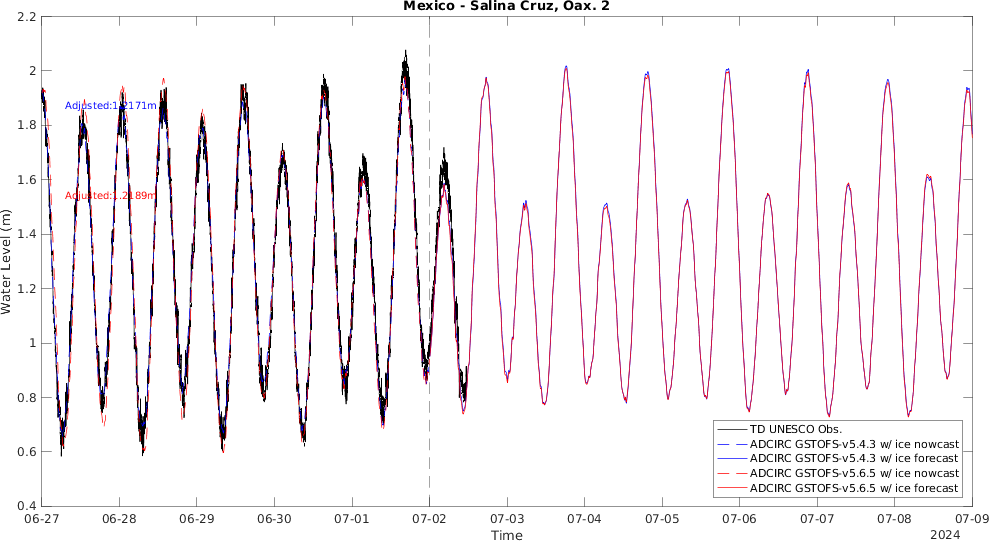 Mexico - Salina Cruz, Oax. 2
2.2
2
1.8
1.6
1.4
1.2
1
0.8
0.6
0.4
Water Level (m)
Adjusted:1.2171m
Adjusted:1.2189m
TD UNESCO Obs.
ADCIRC GSTOFS-v5.4.3 w/ ice nowcast
ADCIRC GSTOFS-v5.4.3 w/ ice forecast
ADCIRC GSTOFS-v5.6.5 w/ ice nowcast
ADCIRC GSTOFS-v5.6.5 w/ ice forecast
06-27 06-28 06-29 06-30 07-01 07-02 07-03 07-04 07-05 07-06 07-07 07-08 07-09
Time
2024